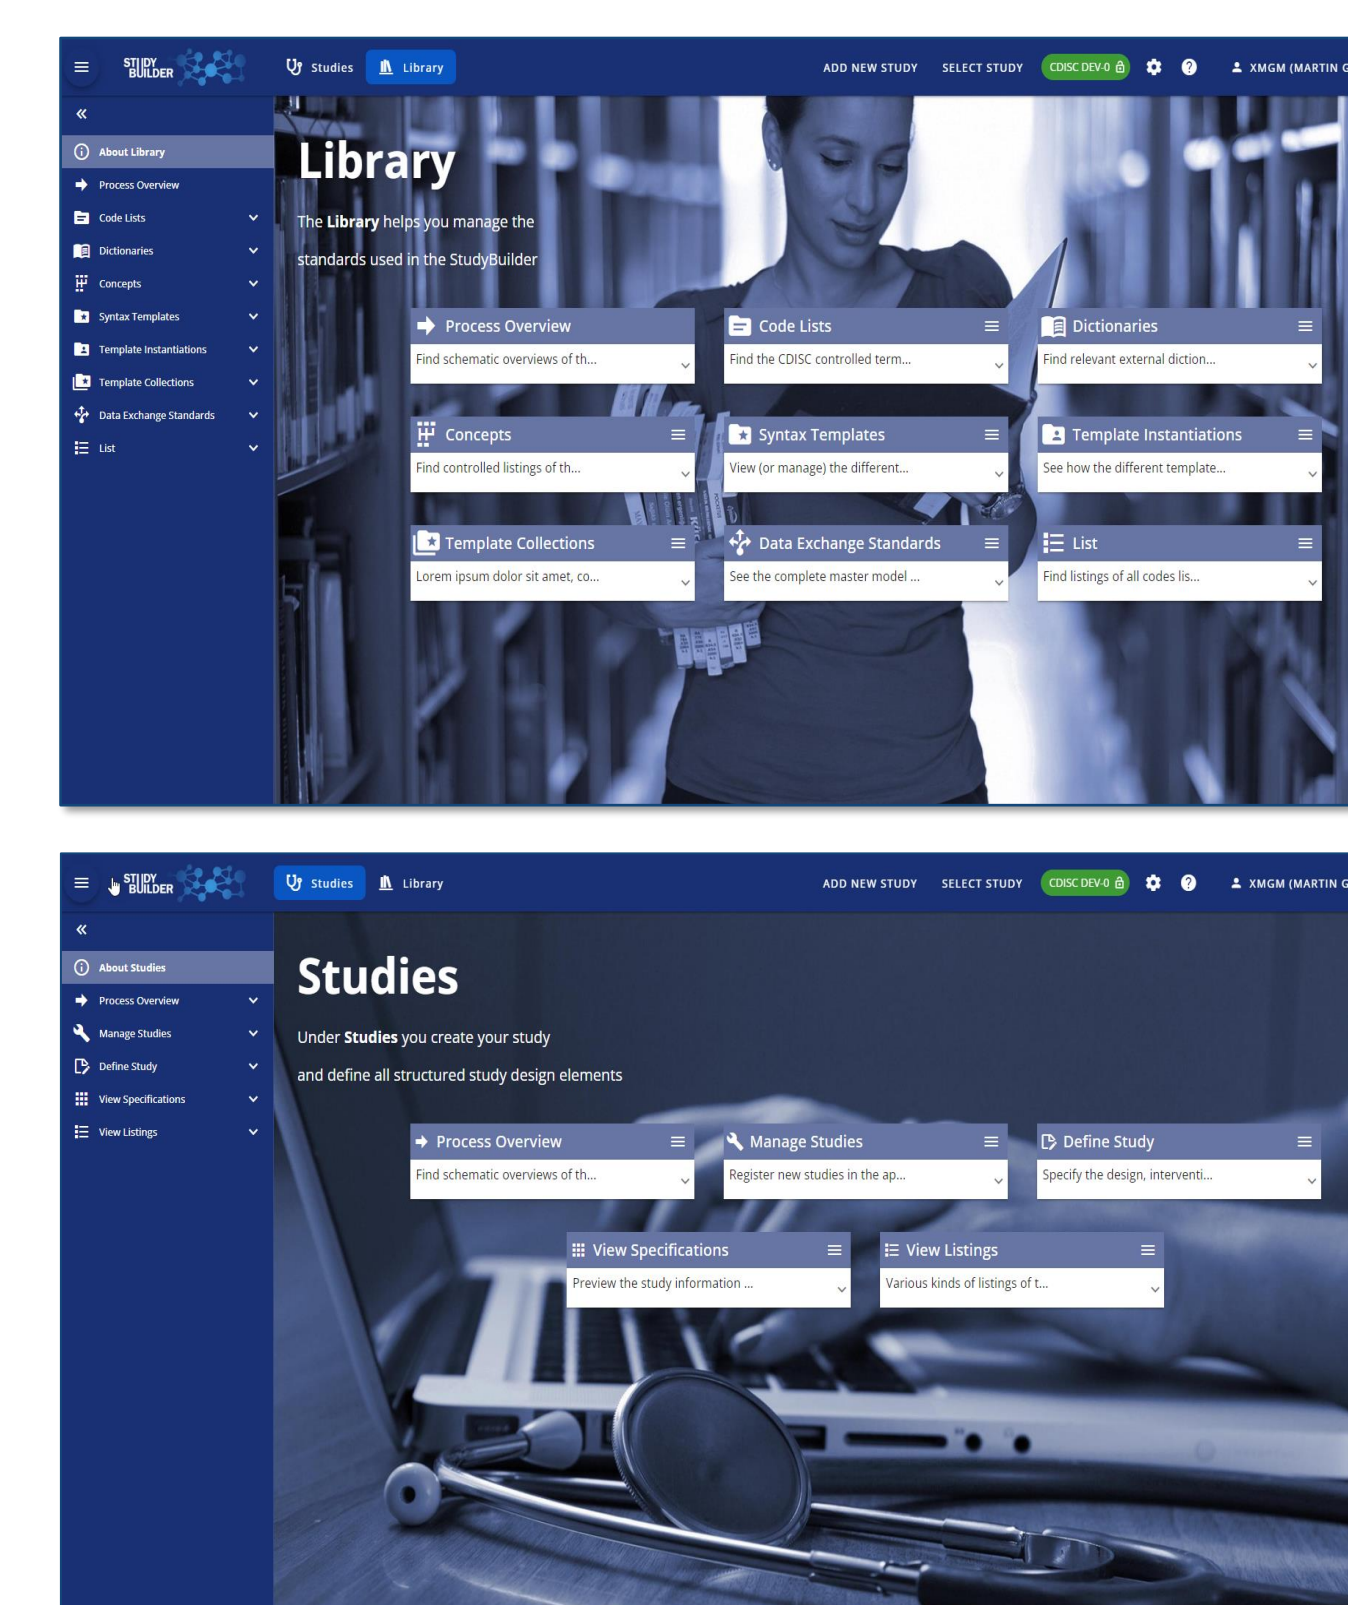 STUDY BUILDER
Studies Library ADD NEW STUDY SELECT STUDY CDISC DEV-0 XMGM (MARTIN G
About Library
Process Overview
Code Lists
Dictionaries
Concepts
Syntax Templates
Template Instantiations
Template Collections
Data Exchange Standards
List
Library
The Library helps you manage the
standards used in the StudyBuilder
Process Overview
Find schematic overviews of th...
Code Lists
Find the CDISC controlled term...
Dictionaries
Find relevant external diction...
Concepts
Find controlled listings of th...
Syntax Templates
View (or manage) the different...
Template Instantiations
See how the different template...
Template Collections
Lorem ipsum dolor sit amet, co...
Data Exchange Standards
See the complete master model ...
List
Find listings of all codes lis...
STUDY BUILDER
Studies Library ADD NEW STUDY SELECT STUDY CDISC DEV-0 XMGM (MARTIN G
About Studies
Process Overview
Manage Studies
Define Study
View Specifications
View Listings
Studies
Under Studies you create your study
and define all structured study design elements
Process Overview
Find schematic overviews of th...
Manage Studies
Register new studies in the ap...
Define Study
Specify the design, interventi...
View Specifications
Preview the study information ...
View Listings
Various kinds of listings of t...